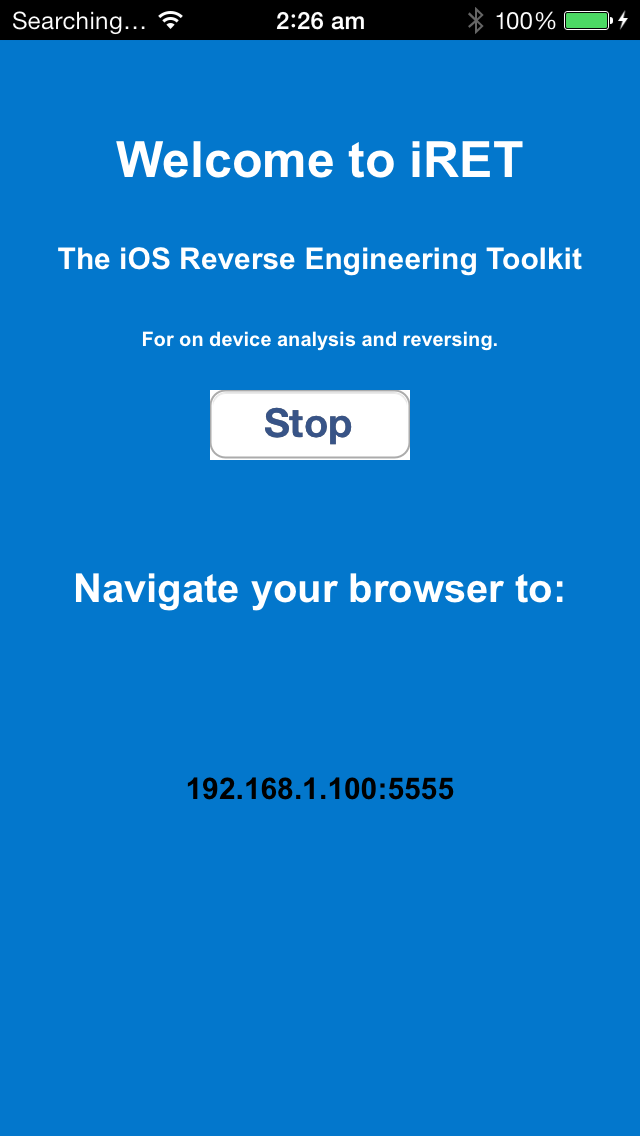 Searching... 2:26 am 100%
Welcome to iRET
The iOS Reverse Engineering Toolkit
For on device analysis and reversing.
Stop
Navigate your browser to:
192.168.1.100:5555